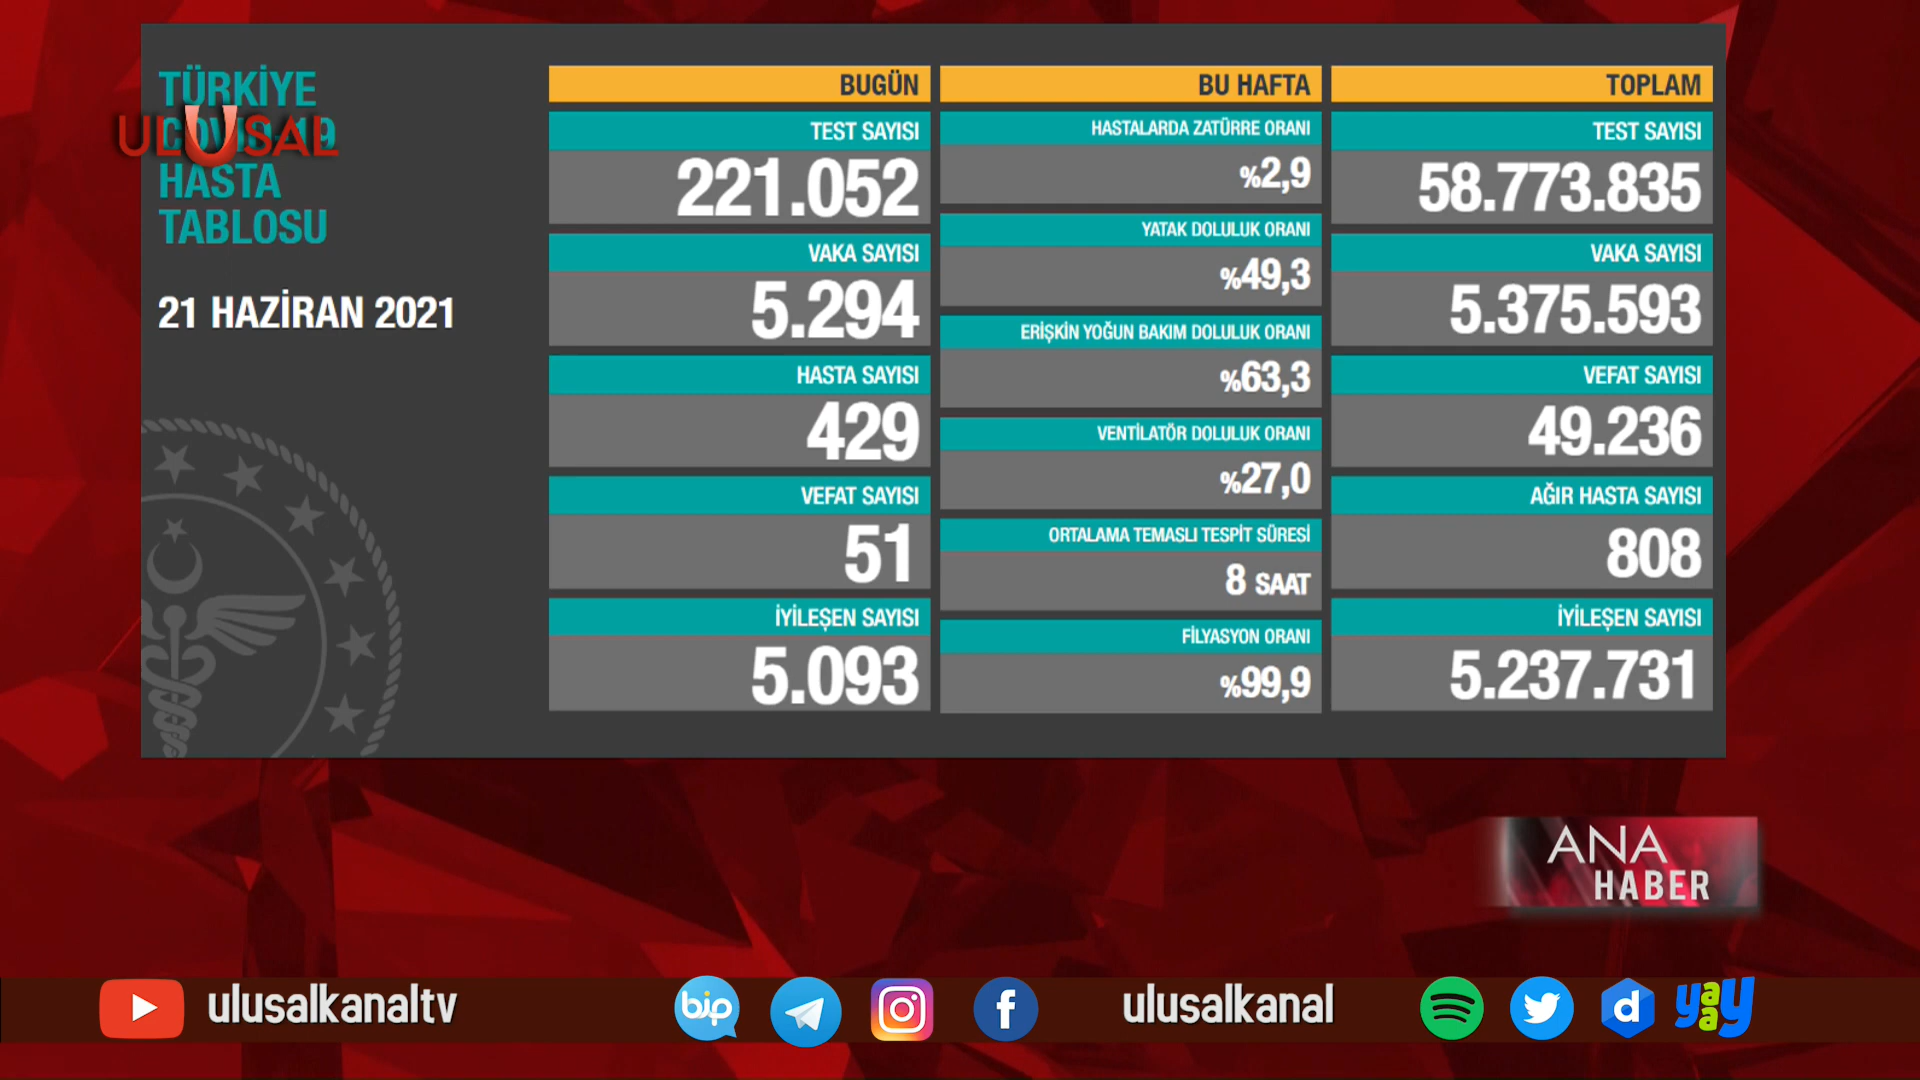 TÜRKİYE
COVID-19
HASTA
TABLOSU
ULUSAL
21 HAZİRAN 2021
BUGÜN
TEST SAYISI
221.052
VAKA SAYISI
5.294
HASTA SAYISI
429
VEFAT SAYISI
51
İYİLEŞEN SAYISI
5.093
BU HAFTA
HASTALARDA ZATÜRRE ORANI
%2,9
YATAK DOLULUK ORANI
%49,3
ERİŞKİN YOĞUN BAKIM DOLULUK ORANI
%63,3
VENTİLATÖR DOLULUK ORANI
%27,0
ORTALAMA TEMASLI TESPİT SÜRESİ
8 SAAT
FİLYASYON ORANI
%99,9
TOPLAM
TEST SAYISI
58.773.835
VAKA SAYISI
5.375.593
VEFAT SAYISI
49.236
AĞIR HASTA SAYISI
808
İYİLEŞEN SAYISI
5.237.731
ANA
HABER
ulusalkanaltv
bip
ulusalkanal
d
yaay